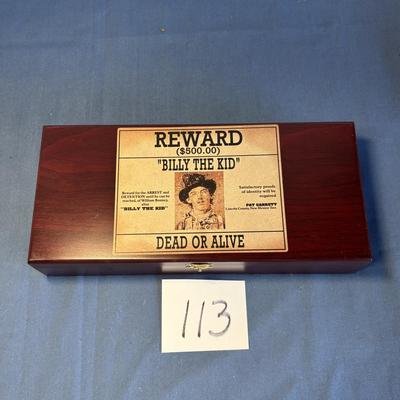 REWARD
($500.00)
"BILLY THE KID"
Reward for the ARREST and
DETENTION until he can be
reached, of William Bonney,
alias
"BILLY THE KID"
Satisfactory proofs
of identity will be
required
PAT GARRETT
Lincoln County, New Mexico Terr.
DEAD OR ALIVE
113